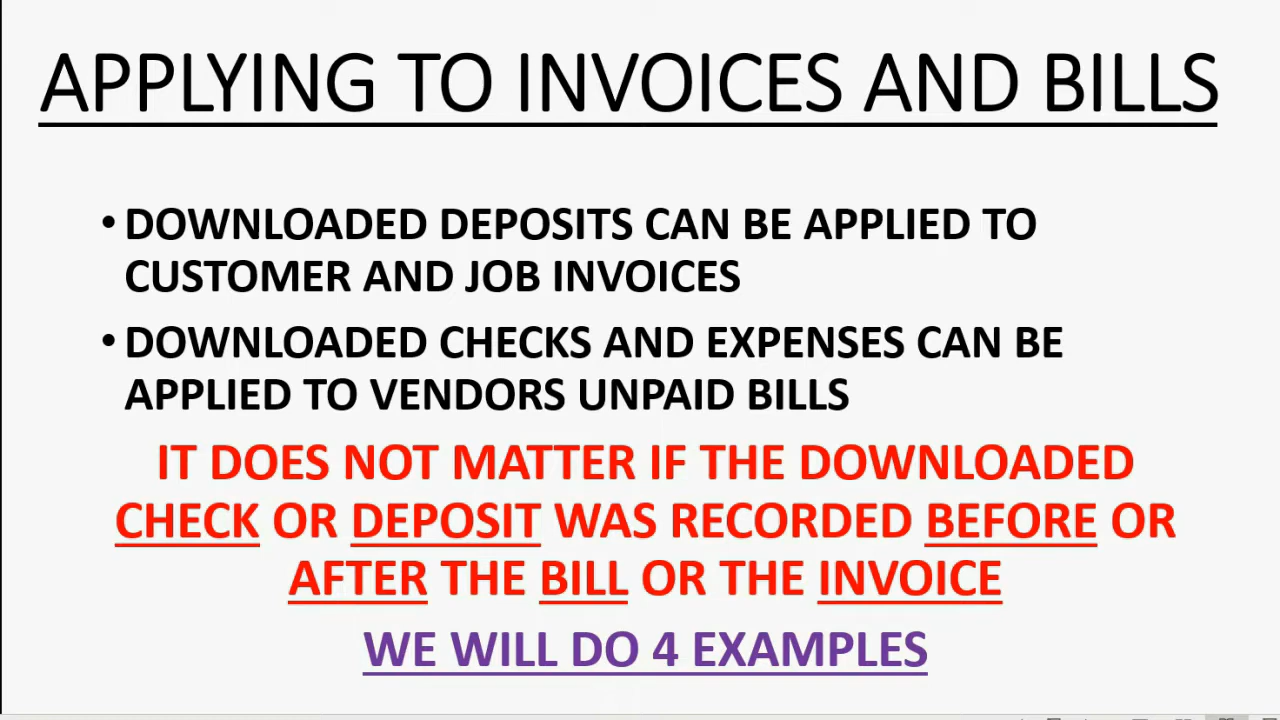 APPLYING TO INVOICES AND BILLS
• DOWNLOADED DEPOSITS CAN BE APPLIED TO
CUSTOMER AND JOB INVOICES
• DOWNLOADED CHECKS AND EXPENSES CAN BE
APPLIED TO VENDORS UNPAID BILLS
IT DOES NOT MATTER IF THE DOWNLOADED
CHECK OR DEPOSIT WAS RECORDED BEFORE OR
AFTER THE BILL OR THE INVOICE
WE WILL DO 4 EXAMPLES